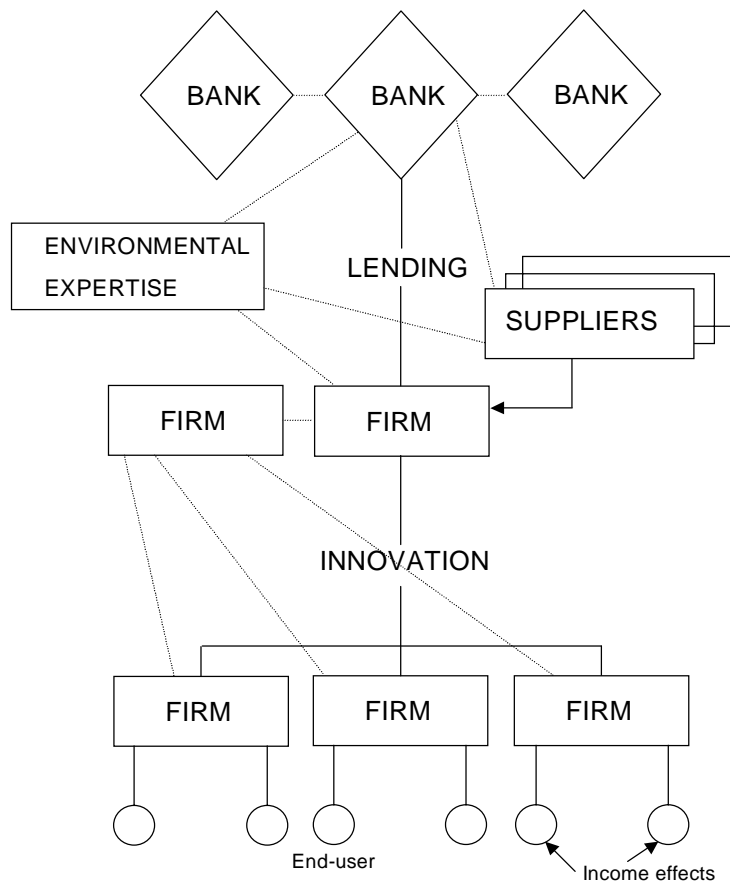 BANK
BANK
BANK
ENVIRONMENTAL
EXPERTISE
LENDING
SUPPLIERS
FIRM
FIRM
INNOVATION
FIRM
FIRM
FIRM
End-user
Income effects